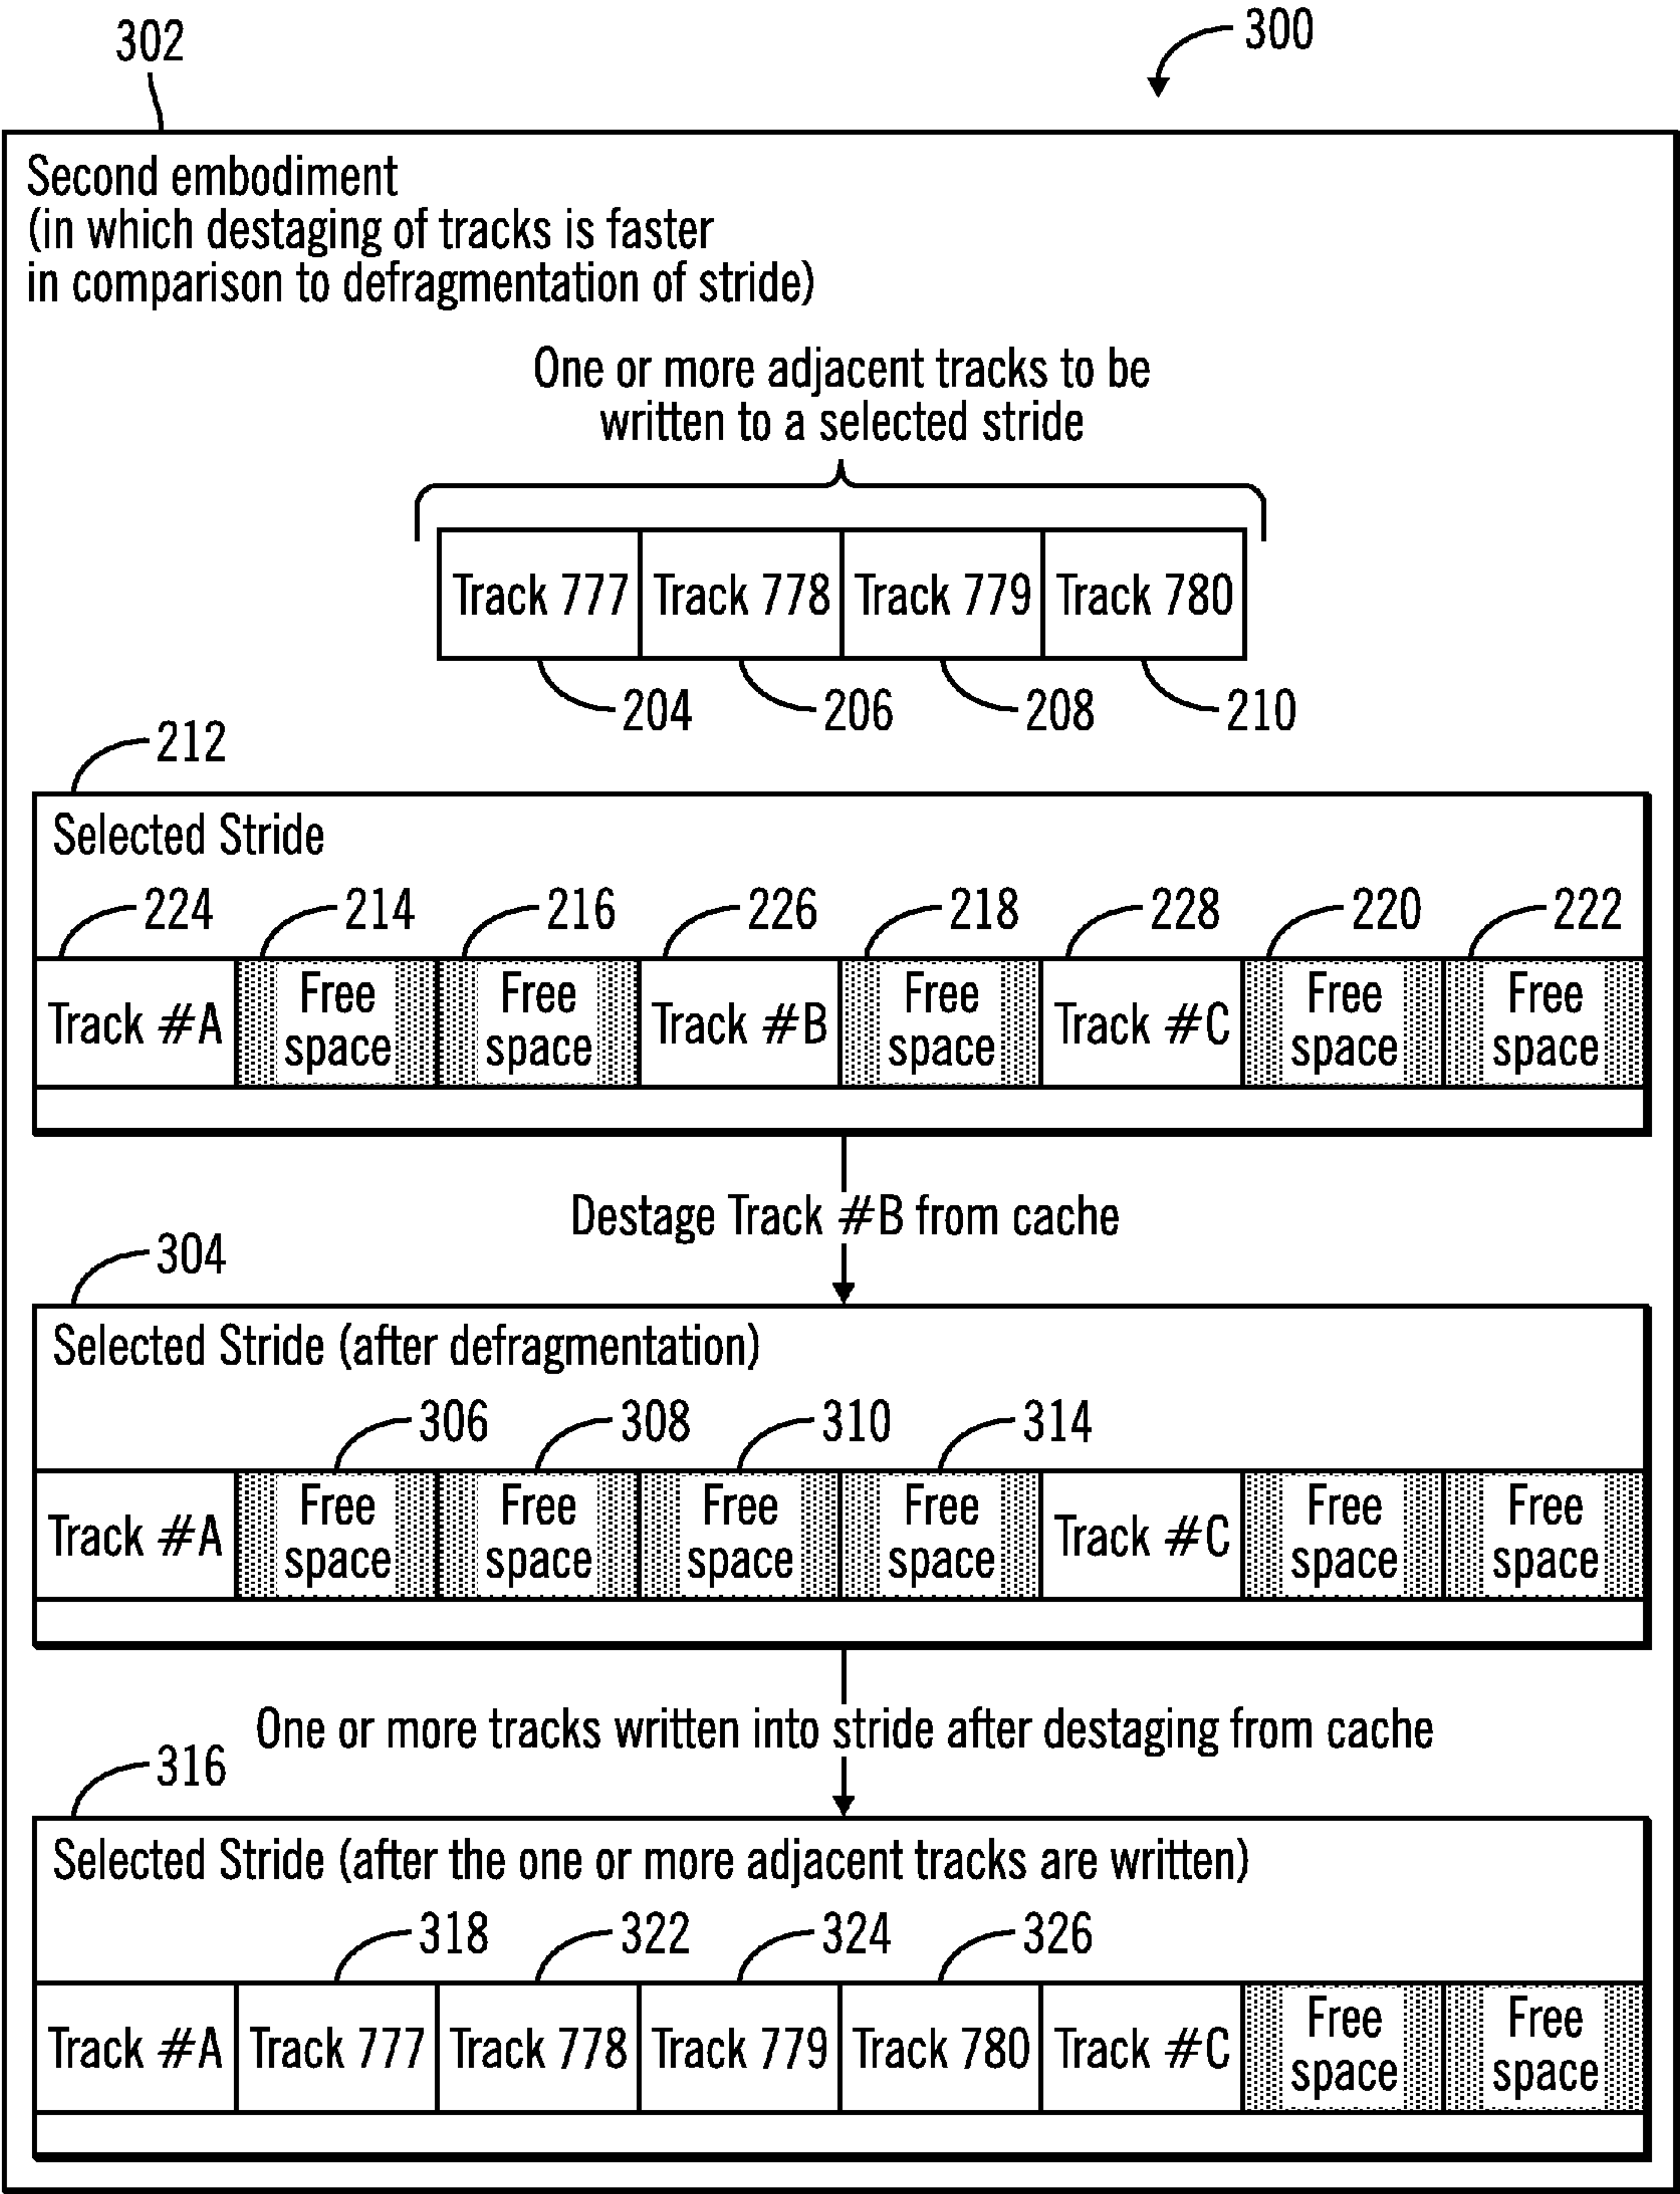 300
302
Second embodiment
(in which destaging of tracks is faster
in comparison to defragmentation of stride)
One or more adjacent tracks to be
written to a selected stride
Track 777 Track 778 Track 779 Track 780
204 206 208 210
212
Selected Stride
224 214 216 226 218 228 220 222
Track #A Free space Free space Track #B Free space Track #C Free space Free space
Destage Track #B from cache
304
Selected Stride (after defragmentation)
306 308 310 314
Track #A Free space Free space Free space Free space Track #C Free space Free space
One or more tracks written into stride after destaging from cache
316
Selected Stride (after the one or more adjacent tracks are written)
318 322 324 326
Track #A Track 777 Track 778 Track 779 Track 780 Track #C Free space Free space